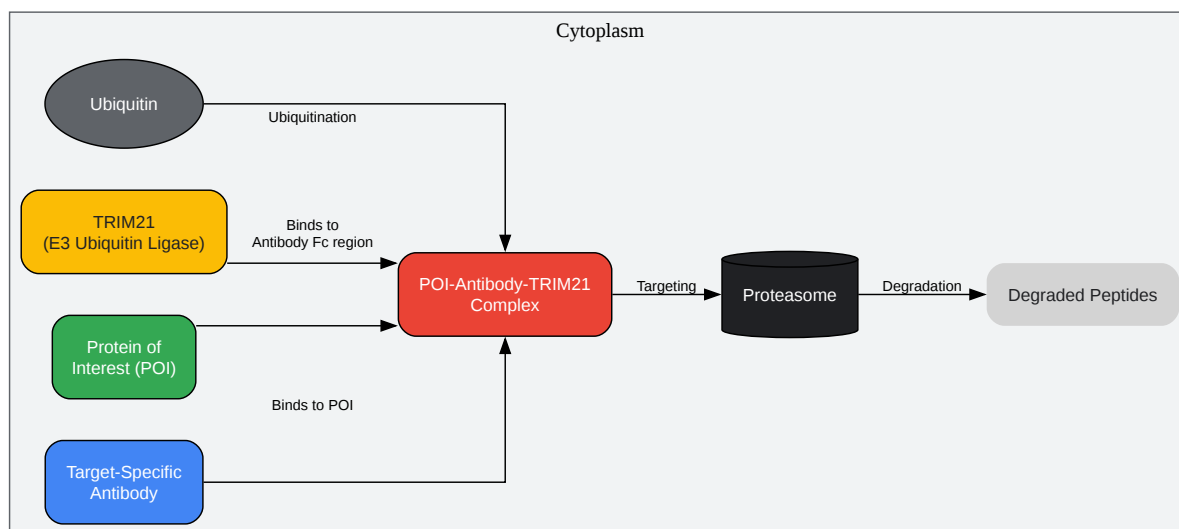 Cytoplasm
Ubiquitin
Ubiquitination
TRIM21
(E3 Ubiquitin Ligase)
Binds to
Antibody Fc region
POI-Antibody-TRIM21
Complex
Targeting
Proteasome
Degradation
Degraded Peptides
Protein of
Interest (POI)
Binds to POI
Target-Specific
Antibody